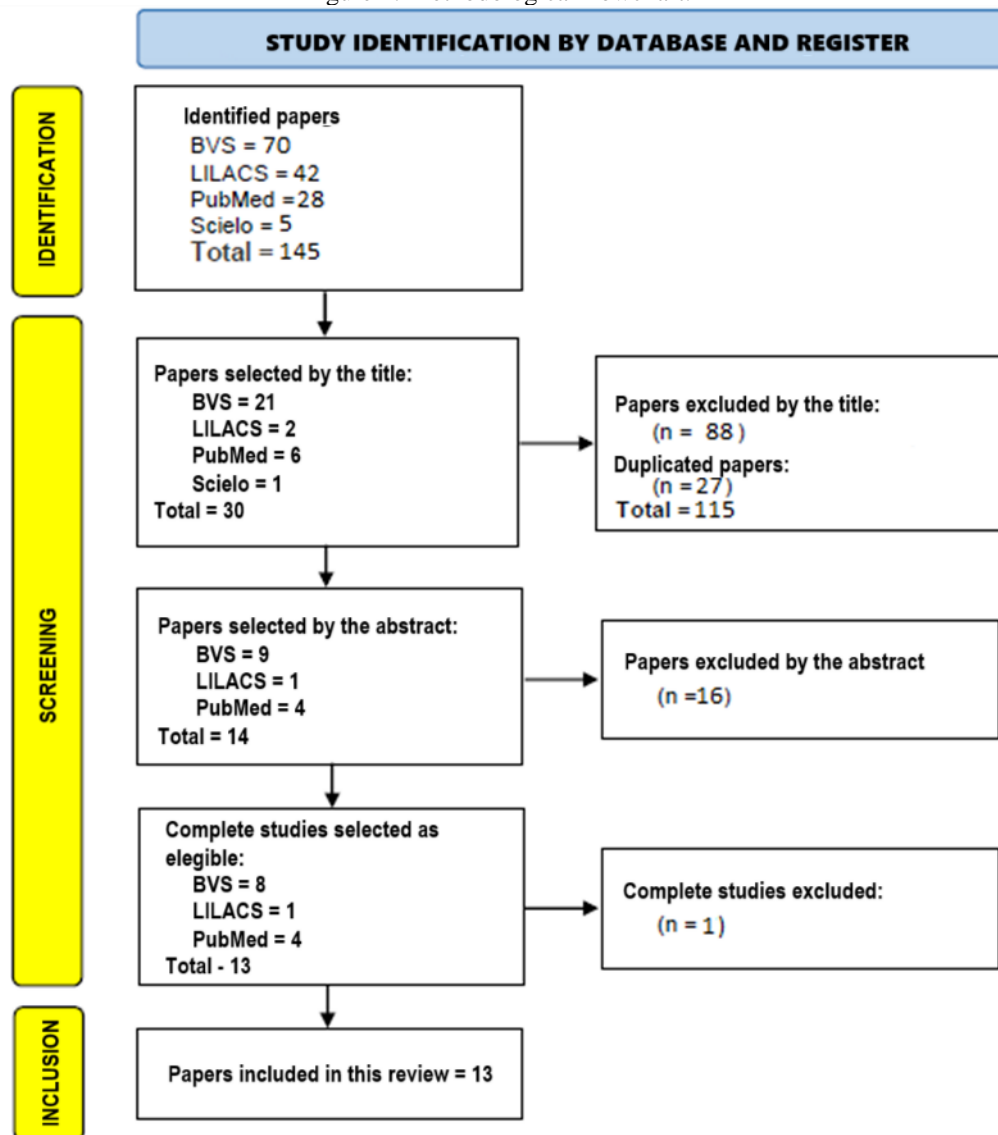 STUDY IDENTIFICATION BY DATABASE AND REGISTER
IDENTIFICATION
Identified papers
BVS = 70
LILACS = 42
PubMed =28
Scielo = 5
Total = 145
SCREENING
Papers selected by the title:
BVS = 21
LILACS = 2
PubMed = 6
Scielo = 1
Total = 30
Papers excluded by the title:
(n = 88 )
Duplicated papers:
(n =27)
Total =115
Papers selected by the abstract:
BVS = 9
LILACS = 1
PubMed = 4
Total = 14
Papers excluded by the abstract
(n =16)
Complete studies selected as
elegible:
BVS = 8
LILACS = 1
PubMed = 4
Total - 13
Complete studies excluded:
(n = 1)
INCLUSION
Papers included in this review = 13